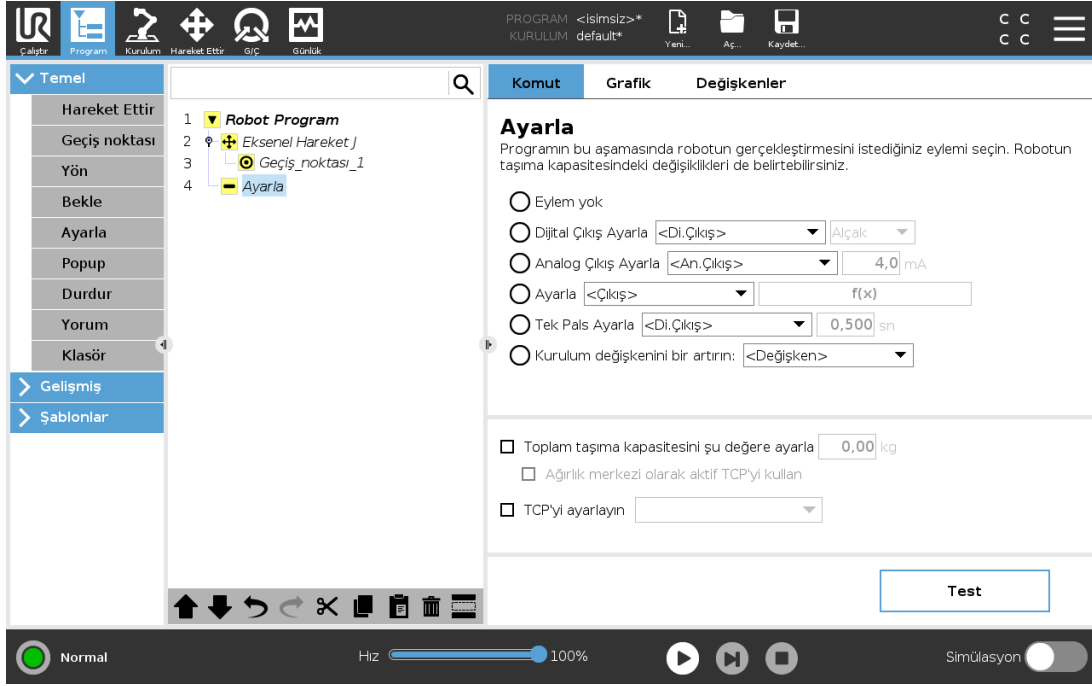 UR
PROGRAM <isimsiz>*
KURULUM default*
Çalıştır Program Kurulum Hareket Ettir G/Ç Günlük Yeni... Aç... Kaydet...
C C
C C
Temel
Hareket Ettir
Geçiş noktası
Yön
Bekle
Ayarla
Popup
Durdur
Yorum
Klasör
Gelişmiş
Şablonlar
1 Robot Program
2 Eksenel Hareket J
3 Geçiş_noktası_1
4 Ayarla
Komut Grafik Değişkenler
Ayarla
Programın bu aşamasında robotun gerçekleştirmesini istediğiniz eylemi seçin. Robotun
taşıma kapasitesindeki değişiklikleri de belirtebilirsiniz.
Eylem yok
Dijital Çıkış Ayarla <Di.Çıkış> Alçak
Analog Çıkış Ayarla <An.Çıkış> 4,0 mA
Ayarla <Çıkış> f(x)
Tek Pals Ayarla <Di.Çıkış> 0,500 sn
Kurulum değişkenini bir artırın: <Değişken>
Toplam taşıma kapasitesini şu değere ayarla 0,00 kg
Ağırlık merkezi olarak aktif TCP'yi kullan
TCP'yi ayarlayın
Test
Normal
Hız 100%
Simülasyon